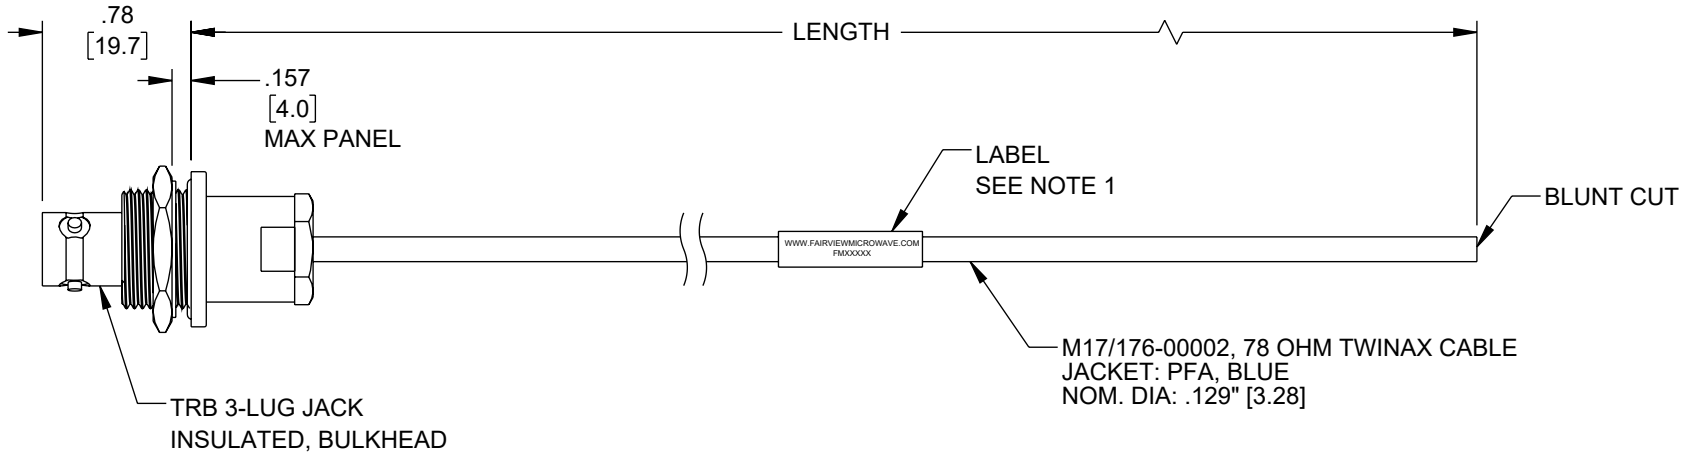 .78
[19.7]
LENGTH
.157
[4.0]
MAX PANEL
LABEL
SEE NOTE 1
BLUNT CUT
WWW.FAIRVIEWMICROWAVE.COM
FMXXXXX
M17/176-00002, 78 OHM TWINAX CABLE
JACKET: PFA, BLUE
NOM. DIA: .129" [3.28]
TRB 3-LUG JACK
INSULATED, BULKHEAD